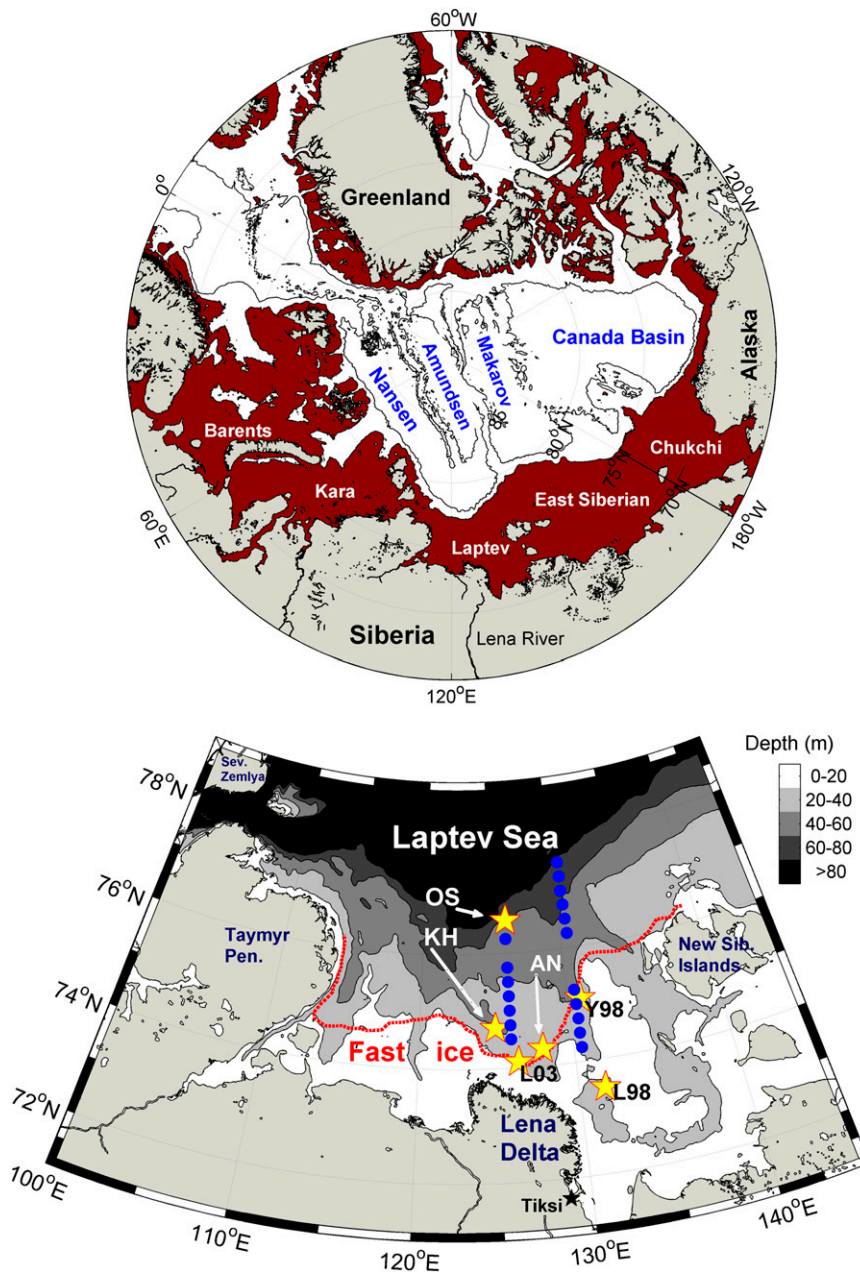 60°W
120°W
0°
Greenland
Alaska
Canada Basin
Makarov
Amundsen
Nansen
85
80°N
75°N
70°N
Chukchi
Barents
Kara
East Siberian
Laptev
60°E
180°W
Siberia
Lena River
120°E
Depth (m)
0-20
20-40
40-60
60-80
>80
78°N
76°N
74°N
72°N
Sev.
Zemlya
Laptev Sea
OS
KH
AN
Taymyr
Pen.
New Sib.
Islands
Y98
Fast ice
L03
L98
Lena
Delta
Tiksi
100°E
110°E
120°E
130°E
140°E